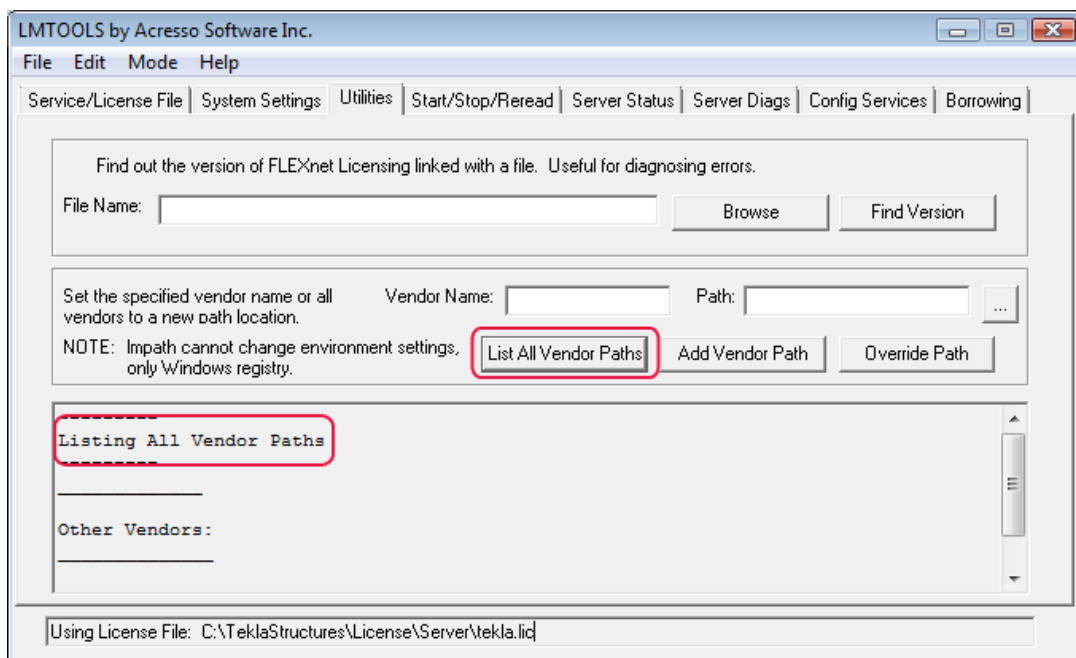 LMTOOLS by Acresso Software Inc.
File Edit Mode Help
Service/License File System Settings Utilities Start/Stop/Reread Server Status Server Diags Config Services Borrowing
Find out the version of FLEXnet Licensing linked with a file. Useful for diagnosing errors.
File Name: Browse Find Version
Set the specified vendor name or all
vendors to a new path location.
Vendor Name: Path: ...
NOTE: lmpath cannot change environment settings,
only Windows registry.
List All Vendor Paths Add Vendor Path Override Path
---------
Listing All Vendor Paths
---------
_____________
Other Vendors:
______________
Using License File: C:\TeklaStructures\License\Server\tekla.lic